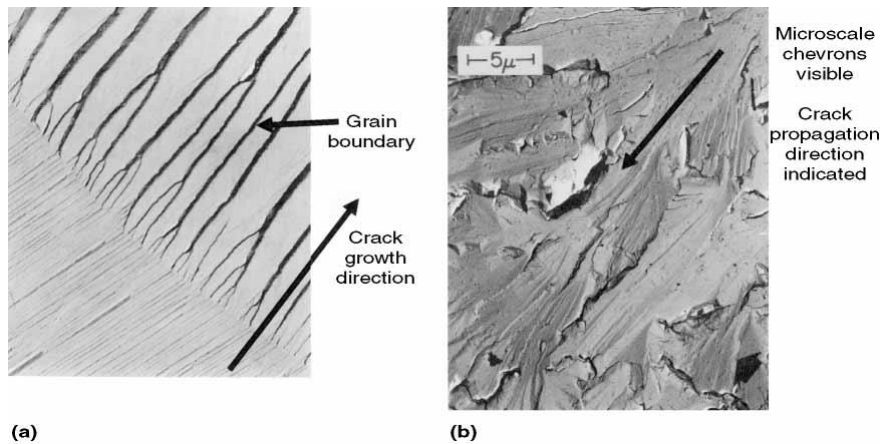 Grain
boundary
Crack
growth
direction
(a)
5µ
Microscale
chevrons
visible
Crack
propagation
direction
indicated
(b)